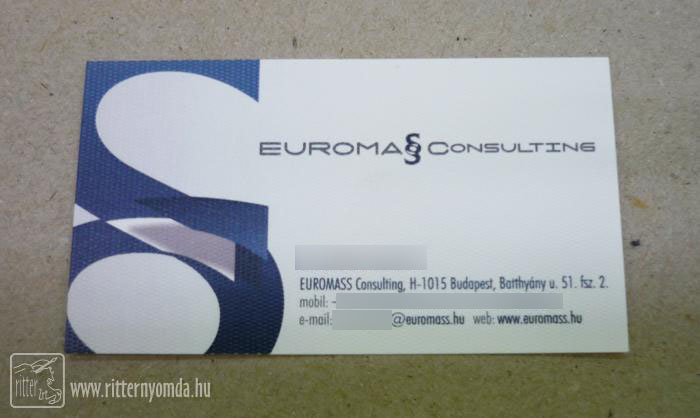 EUROMA§ CONSULTING
EUROMASS Consulting, H-1015 Budapest, Batthyány u. 51. fsz. 2.
mobil: -
e-mail: @euromass.hu web: www.euromass.hu
ritter
www.ritternyomda.hu